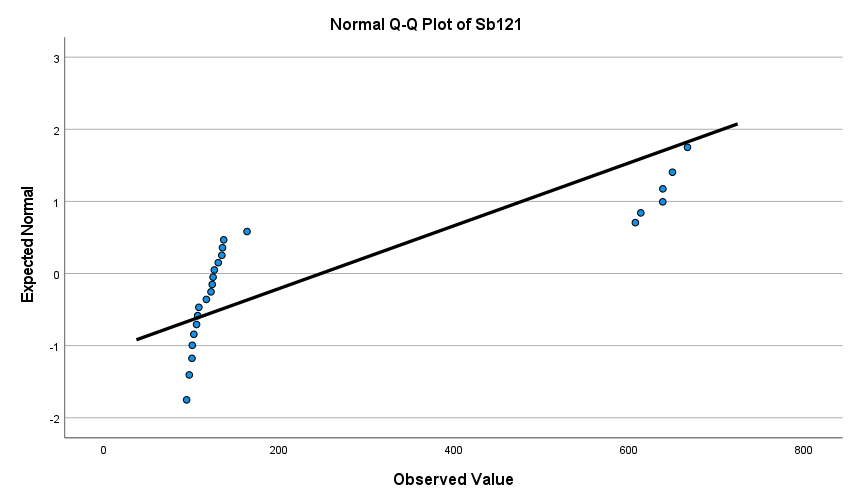 Normal Q-Q Plot of Sb121
3
2
1
0
-1
-2
Expected Normal
0 200 400 600 800
Observed Value